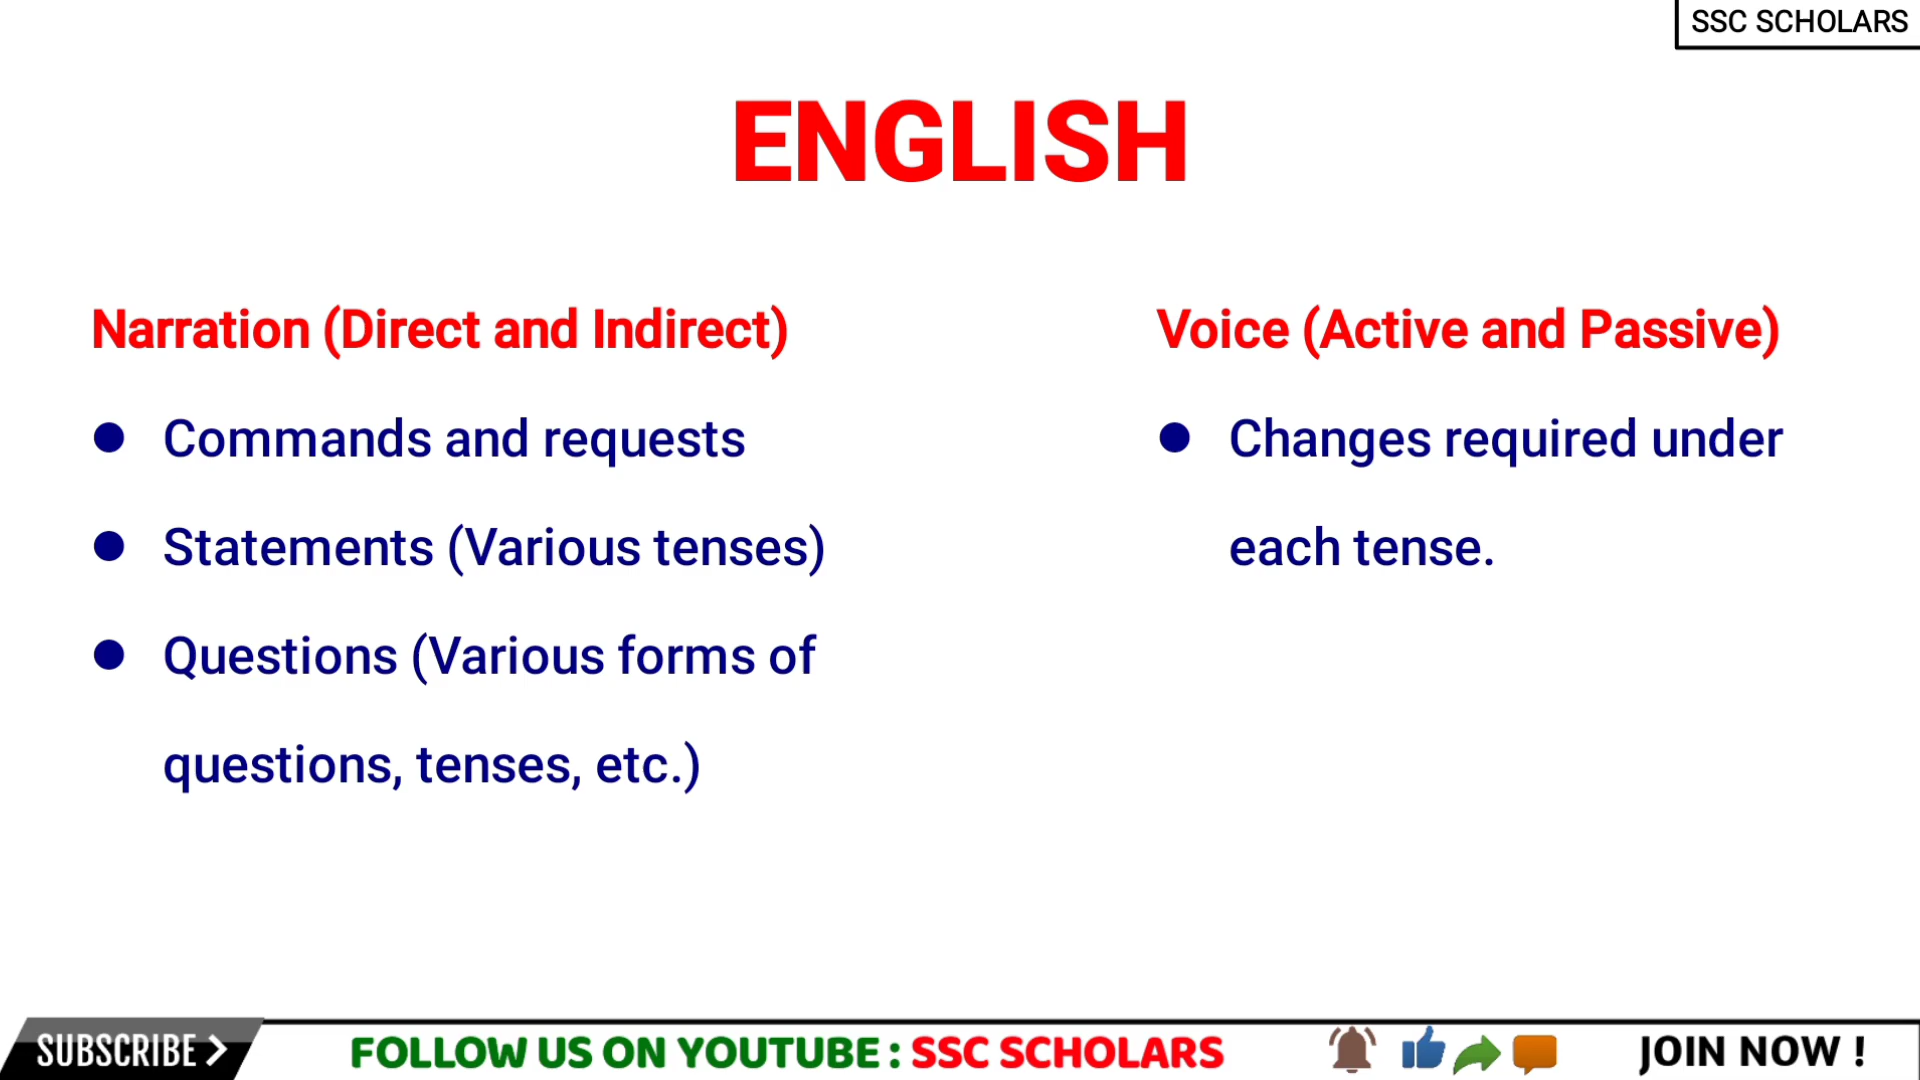 SSC SCHOLARS
ENGLISH
Narration (Direct and Indirect)
● Commands and requests
● Statements (Various tenses)
● Questions (Various forms of
questions, tenses, etc.)
Voice (Active and Passive)
● Changes required under
each tense.
SUBSCRIBE >
FOLLOW US ON YOUTUBE : SSC SCHOLARS
JOIN NOW !